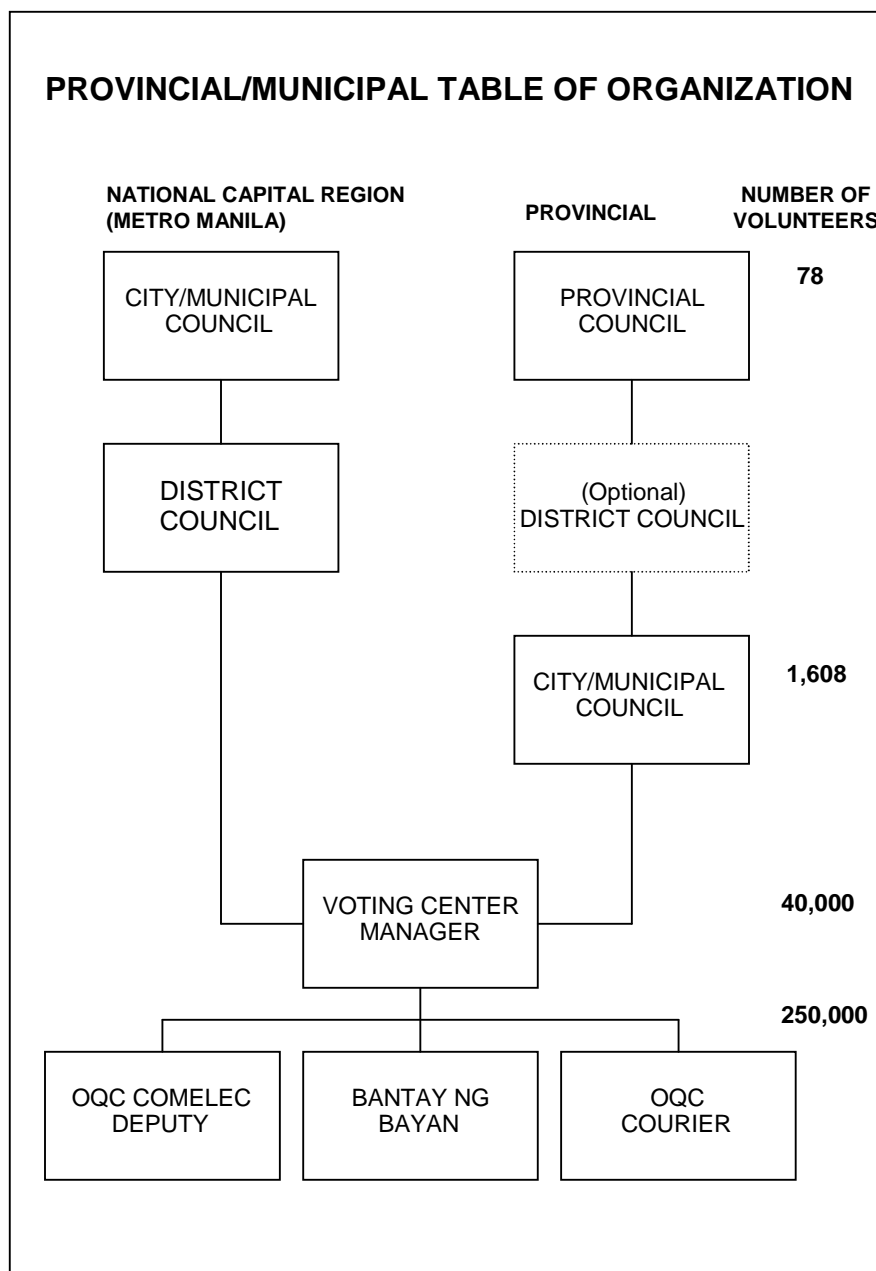 PROVINCIAL/MUNICIPAL TABLE OF ORGANIZATION
NATIONAL CAPITAL REGION
(METRO MANILA)
PROVINCIAL
NUMBER OF
VOLUNTEERS
CITY/MUNICIPAL
COUNCIL
PROVINCIAL
COUNCIL
78
DISTRICT
COUNCIL
(Optional)
DISTRICT COUNCIL
CITY/MUNICIPAL
COUNCIL
1,608
VOTING CENTER
MANAGER
40,000
250,000
OQC COMELEC
DEPUTY
BANTAY NG
BAYAN
OQC
COURIER